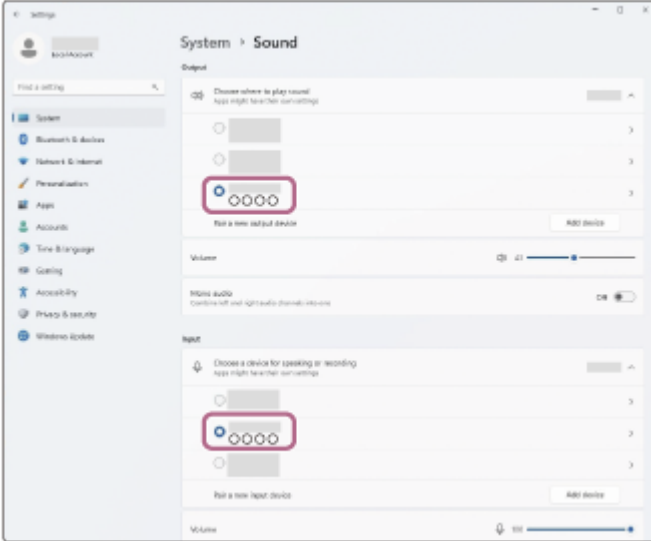 Settings
Local Account
Find a setting
System
Bluetooth & devices
Network & internet
Personalization
Apps
Accounts
Time & language
Gaming
Accessibility
Privacy & security
Windows Update
System › Sound
Output
Choose where to play sound
Apps might have their own settings
○○○○
Pair a new output device
Add device
Volume
Mono audio
Combine left and right audio channels into one
Off
Input
Choose a device for speaking or recording
Apps might have their own settings
○○○○
Pair a new input device
Add device
Volume
100